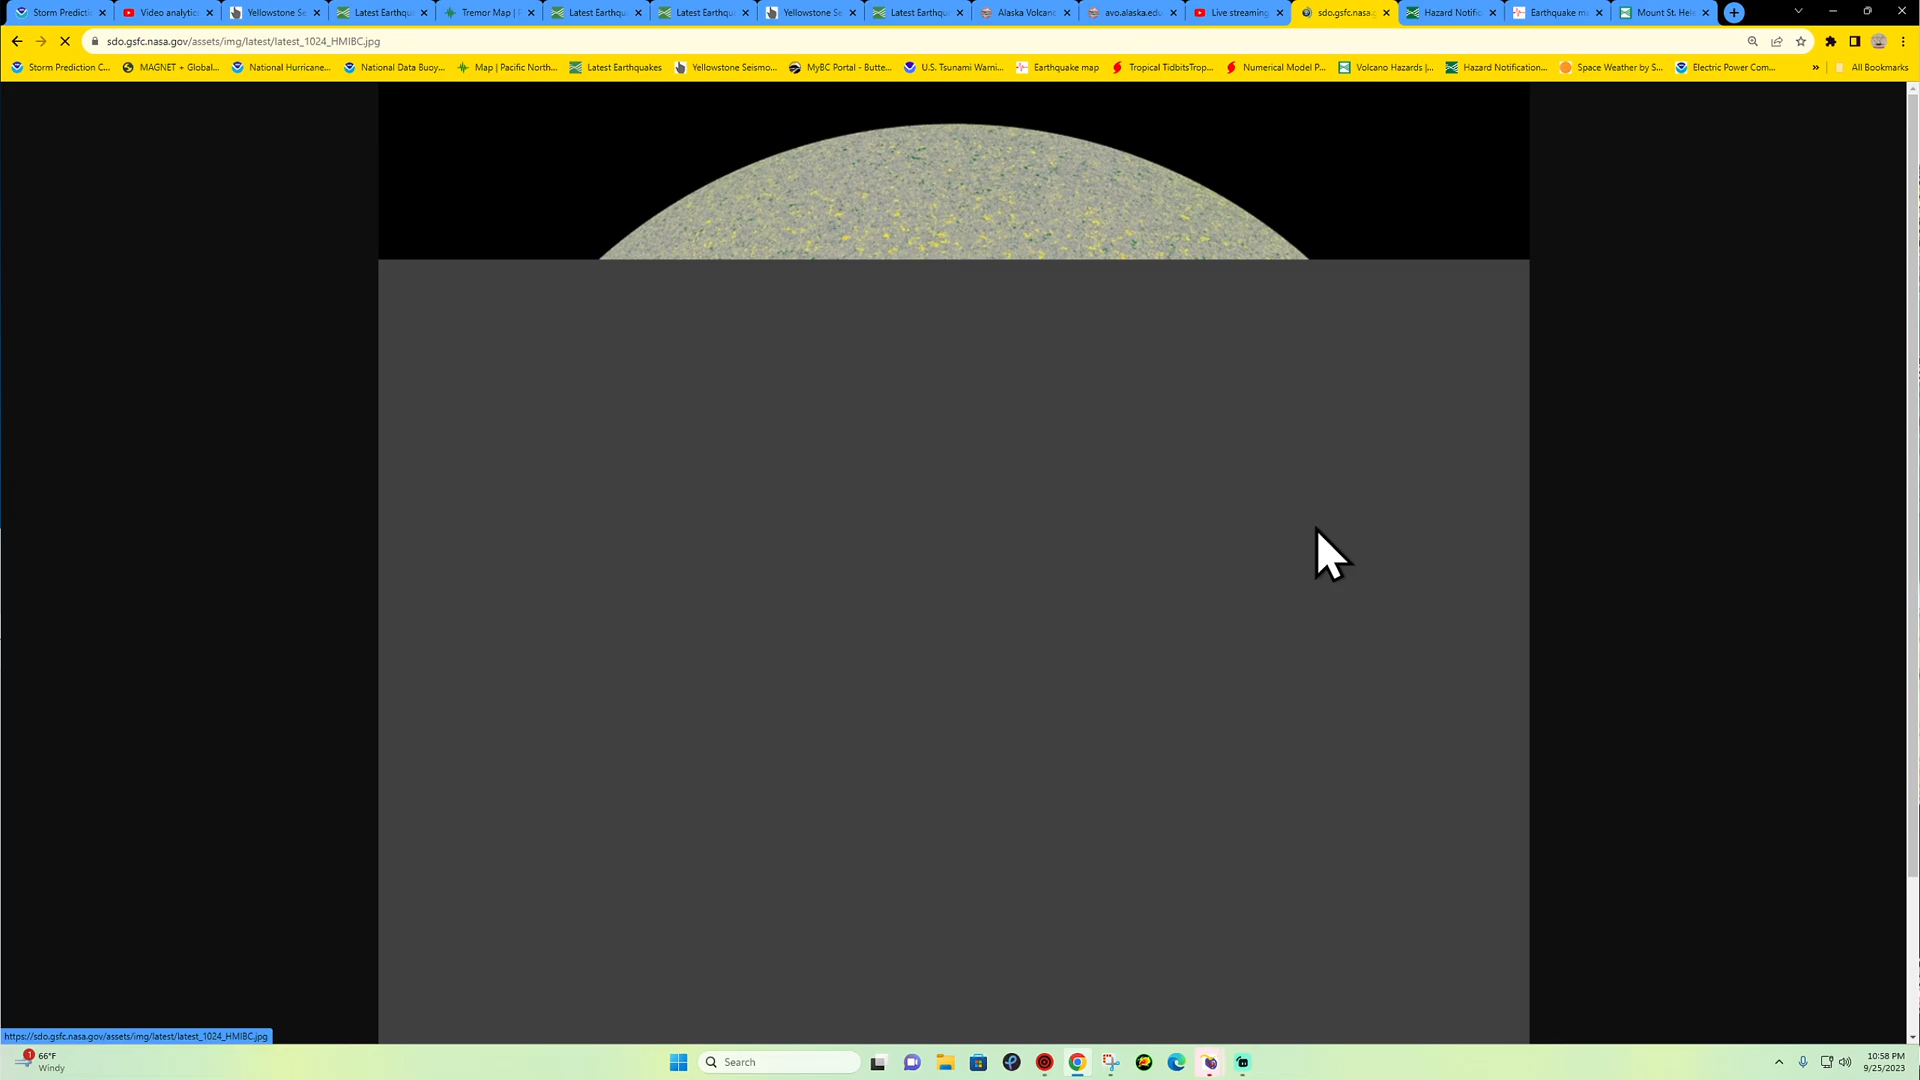 Storm Predictic
Video analytics
Yellowstone Se
Latest Earthqu
Tremor Map | P
Latest Earthqu
Latest Earthqu
Yellowstone Se
Latest Earthqu
Alaska Volcano
avo.alaska.edu
Live streaming
sdo.gsfc.nasa.g
Hazard Notific
Earthquake ma
Mount St. Hele
sdo.gsfc.nasa.gov/assets/img/latest/latest_1024_HMIBC.jpg
Storm Prediction C...
MAGNET + Global...
National Hurricane...
National Data Buoy...
Map | Pacific North...
Latest Earthquakes
Yellowstone Seismo...
MyBC Portal - Butte...
U.S. Tsunami Warni...
Earthquake map
Tropical TidbitsTrop...
Numerical Model P...
Volcano Hazards |...
Hazard Notification...
Space Weather by S...
Electric Power Com...
»
All Bookmarks
https://sdo.gsfc.nasa.gov/assets/img/latest/latest_1024_HMIBC.jpg
1
66°F
Windy
Search
10:58 PM
9/25/2023